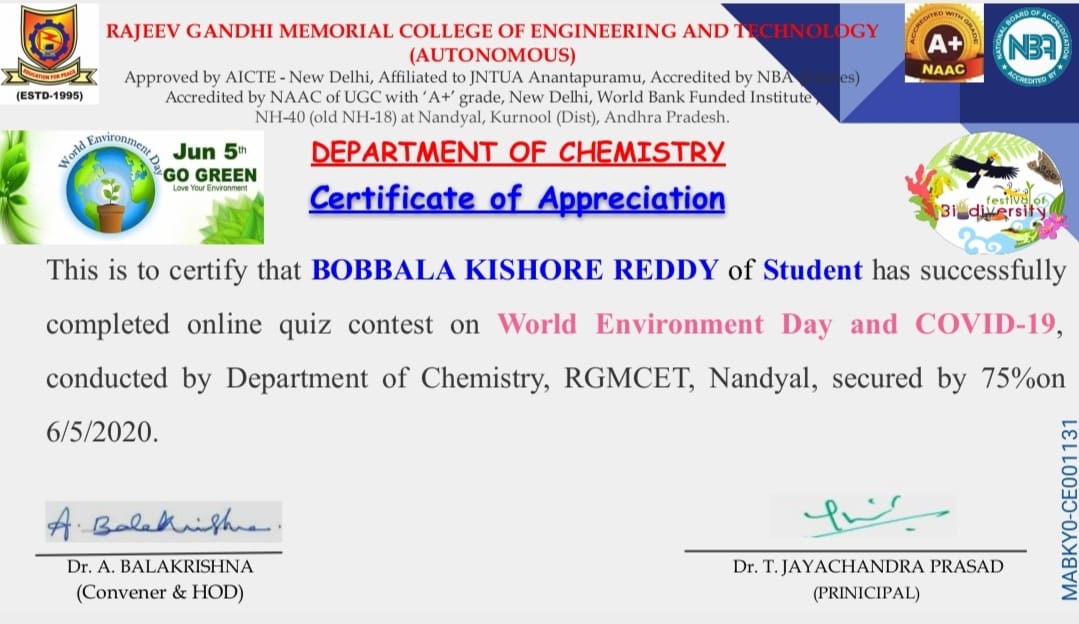 RAJEEV GANDHI MEMORIAL COLLEGE OF ENGINEERING AND TECHNOLOGY
(AUTONOMOUS)
Approved by AICTE - New Delhi, Affiliated to JNTUA Anantapuramu, Accredited by NBA
Accredited by NAAC of UGC with ‘A+’ grade, New Delhi, World Bank Funded Institute ,
NH-40 (old NH-18) at Nandyal, Kurnool (Dist), Andhra Pradesh.
EDUCATION FOR PEACE
(ESTD-1995)
ACCREDITED WITH GRADE
A+
NAAC
NATIONAL BOARD OF ACCREDITATION
NBA
ACCREDITED BY
World Environment Day
Jun 5th
GO GREEN
Love Your Environment
DEPARTMENT OF CHEMISTRY
Certificate of Appreciation
festival of
Biodiversity
This is to certify that BOBBALA KISHORE REDDY of Student has successfully
completed online quiz contest on World Environment Day and COVID-19,
conducted by Department of Chemistry, RGMCET, Nandyal, secured by 75%on
6/5/2020.
A. Balakrishna.
Dr. A. BALAKRISHNA
(Convener & HOD)
Dr. T. JAYACHANDRA PRASAD
(PRINICIPAL)
MABKY0-CE001131